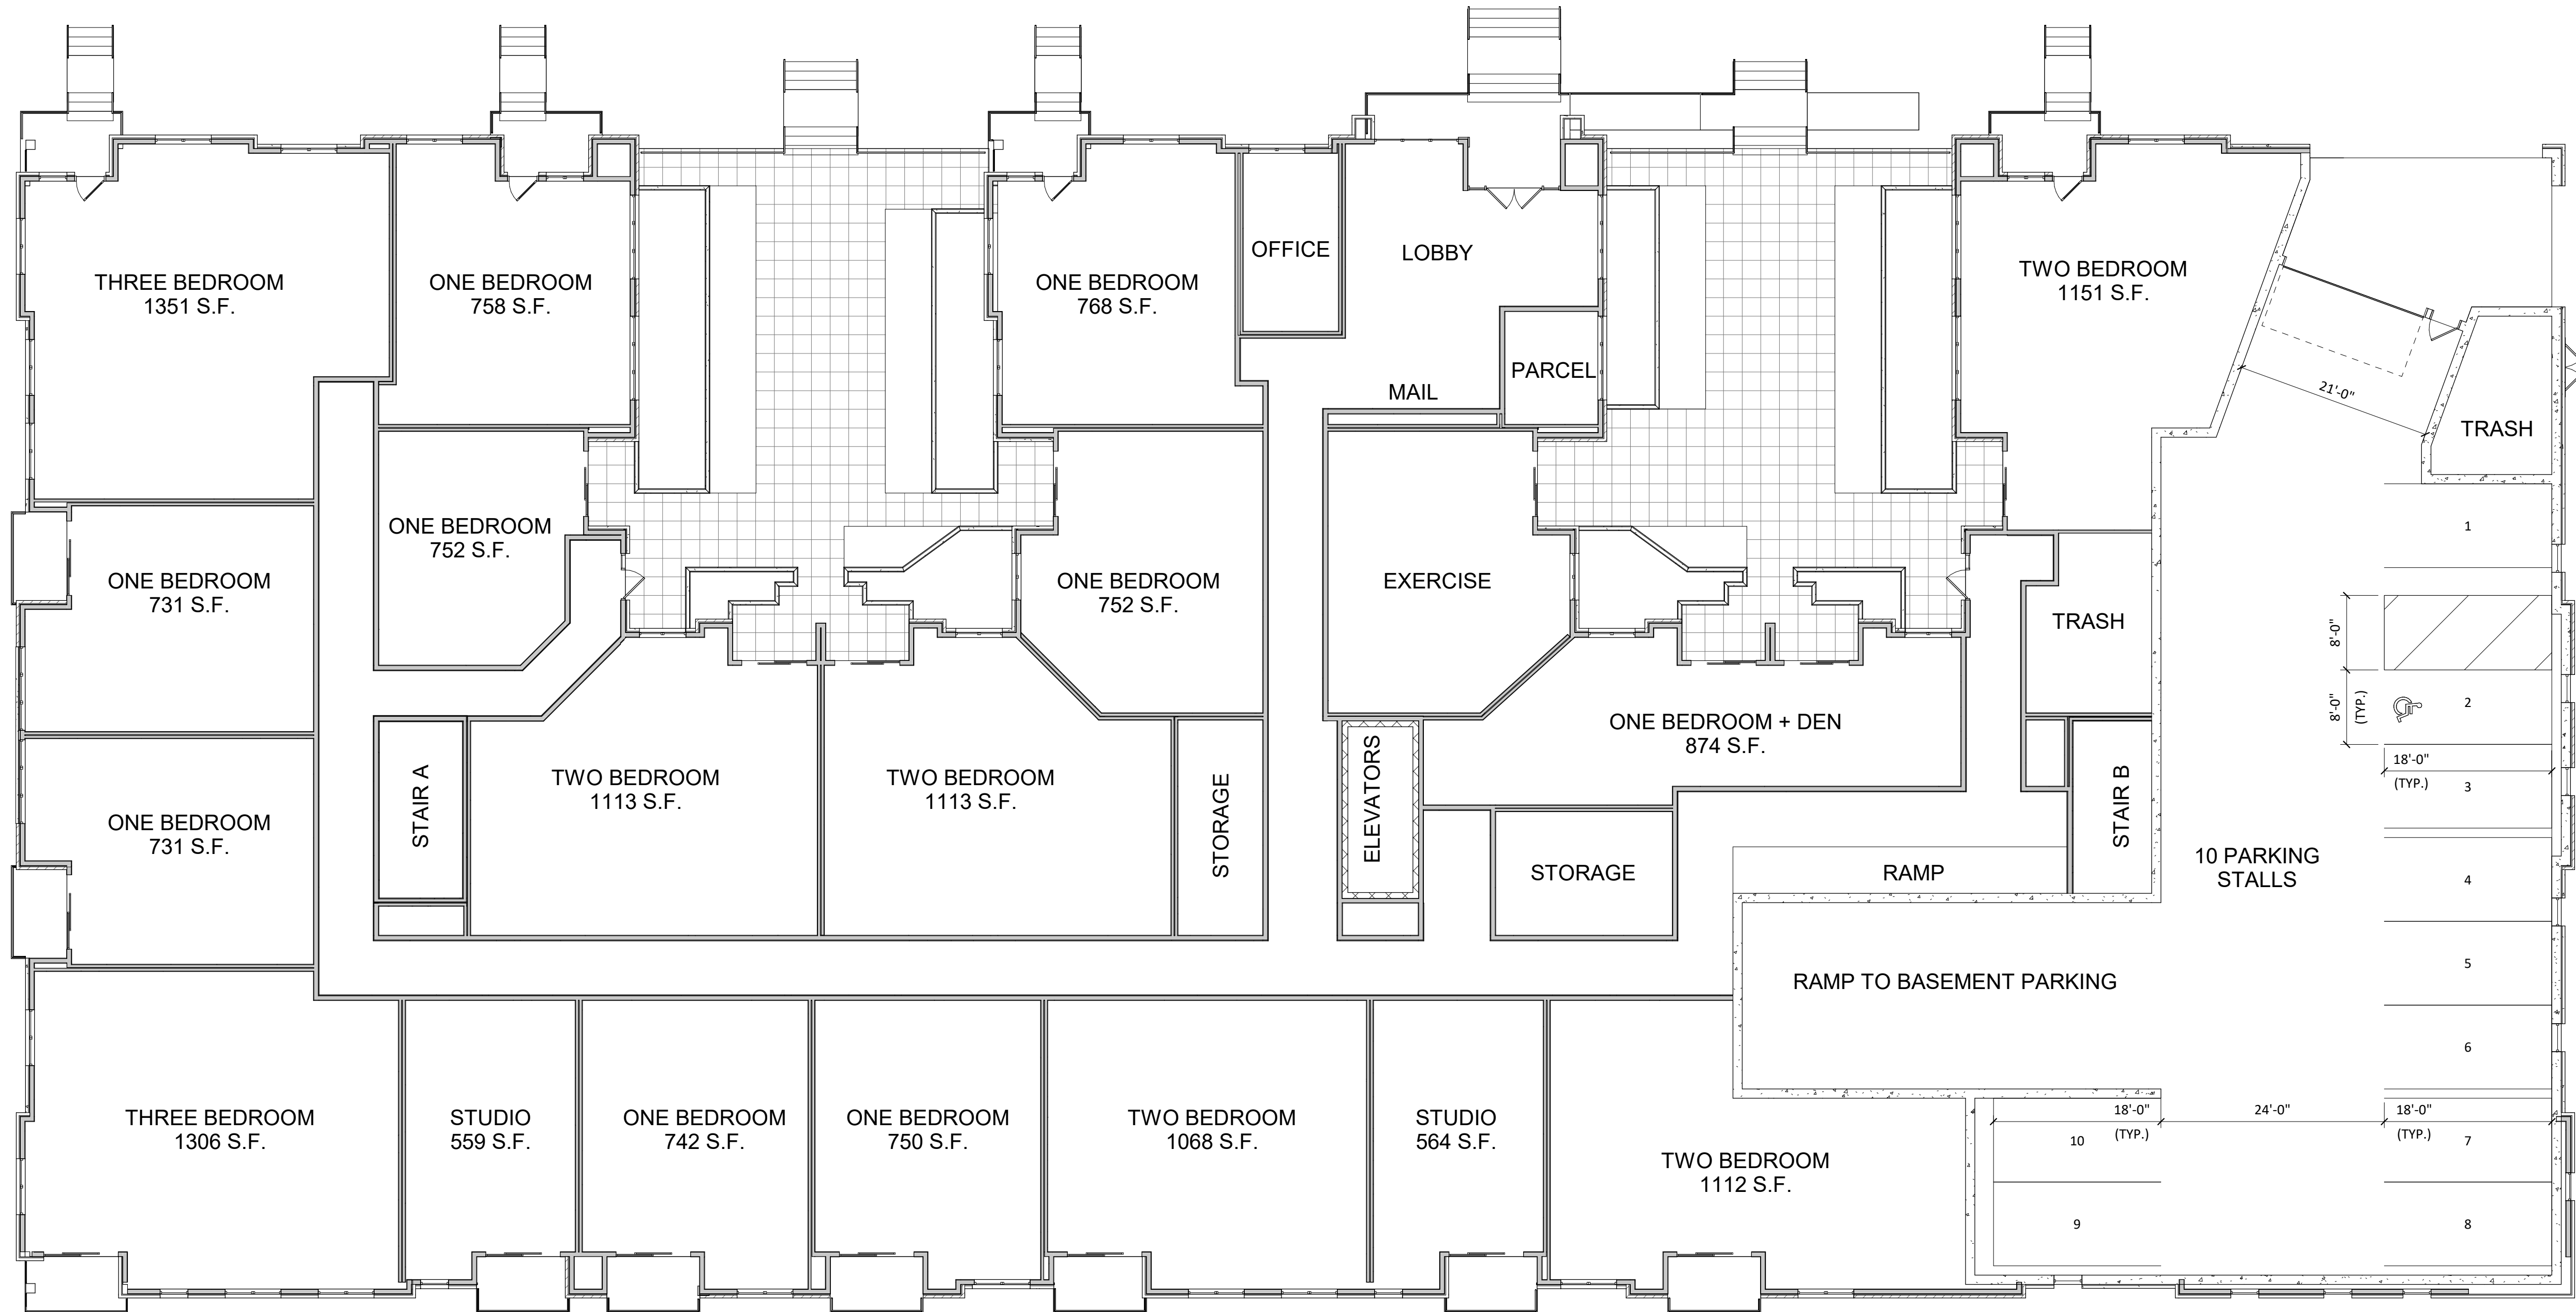 THREE BEDROOM
1351 S.F.
ONE BEDROOM
758 S.F.
ONE BEDROOM
768 S.F.
OFFICE
LOBBY
MAIL
PARCEL
TWO BEDROOM
1151 S.F.
21'-0"
TRASH
ONE BEDROOM
731 S.F.
ONE BEDROOM
752 S.F.
ONE BEDROOM
752 S.F.
EXERCISE
TRASH
1
8'-0"
8'-0"
(TYP.)
2
18'-0"
(TYP.)
3
ONE BEDROOM
731 S.F.
STAIR A
TWO BEDROOM
1113 S.F.
TWO BEDROOM
1113 S.F.
STORAGE
ELEVATORS
ONE BEDROOM + DEN
874 S.F.
STORAGE
RAMP
STAIR B
10 PARKING
STALLS
4
5
6
RAMP TO BASEMENT PARKING
THREE BEDROOM
1306 S.F.
STUDIO
559 S.F.
ONE BEDROOM
742 S.F.
ONE BEDROOM
750 S.F.
TWO BEDROOM
1068 S.F.
STUDIO
564 S.F.
TWO BEDROOM
1112 S.F.
18'-0"
(TYP.)
24'-0"
18'-0"
(TYP.)
10
7
9
8